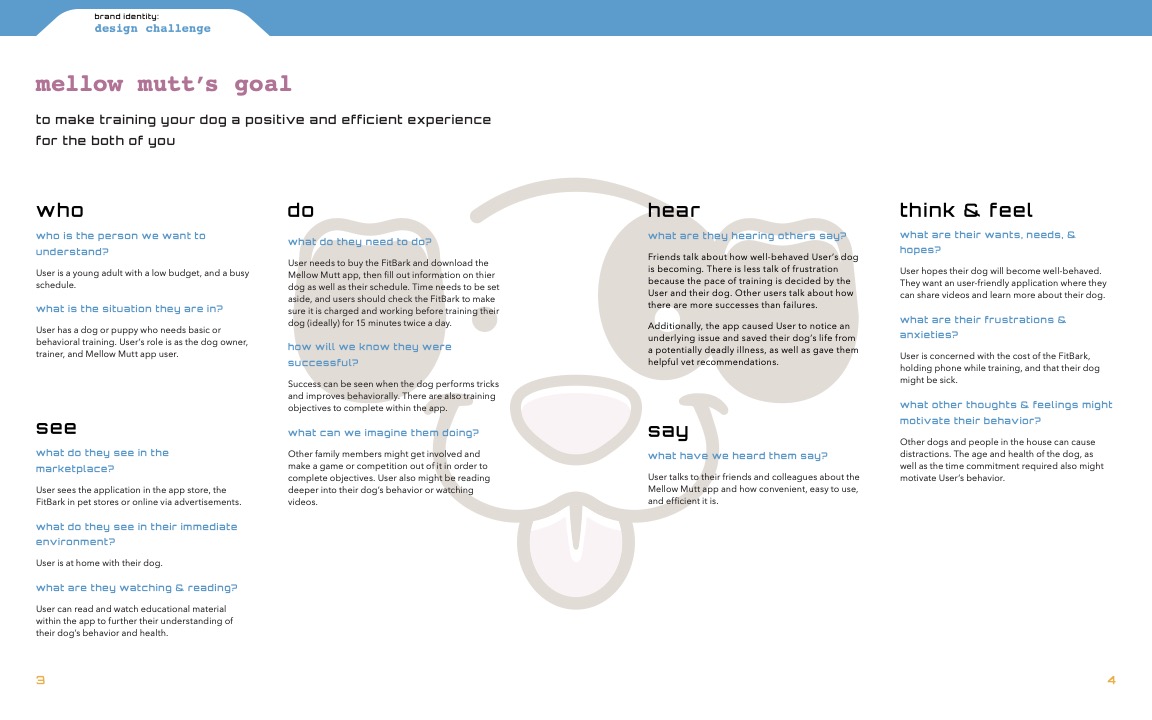 brand identity:
design challenge
mellow mutt's goal
to make training your dog a positive and efficient experience
for the both of you
who
who is the person we want to
understand?
User is a young adult with a low budget, and a busy
schedule.
what is the situation they are in?
User has a dog or puppy who needs basic or
behavioral training. User's role is as the dog owner,
trainer, and Mellow Mutt app user.
see
what do they see in the
marketplace?
User sees the application in the app store, the
FitBark in pet stores or online via advertisements.
what do they see in their immediate
environment?
User is at home with their dog.
what are they watching & reading?
User can read and watch educational material
within the app to further their understanding of
their dog's behavior and health.
do
what do they need to do?
User needs to buy the FitBark and download the
Mellow Mutt app, then fill out information on thier
dog as well as their schedule. Time needs to be set
aside, and users should check the FitBark to make
sure it is charged and working before training their
dog (ideally) for 15 minutes twice a day.
how will we know they were
successful?
Success can be seen when the dog performs tricks
and improves behaviorally. There are also training
objectives to complete within the app.
what can we imagine them doing?
Other family members might get involved and
make a game or competition out of it in order to
complete objectives. User also might be reading
deeper into their dog's behavior or watching
videos.
hear
what are they hearing others say?
Friends talk about how well-behaved User's dog
is becoming. There is less talk of frustration
because the pace of training is decided by the
User and their dog. Other users talk about how
there are more successes than failures.
Additionally, the app caused User to notice an
underlying issue and saved their dog's life from
a potentially deadly illness, as well as gave them
helpful vet recommendations.
say
what have we heard them say?
User talks to their friends and colleagues about the
Mellow Mutt app and how convenient, easy to use,
and efficient it is.
think & feel
what are their wants, needs, &
hopes?
User hopes their dog will become well-behaved.
They want an user-friendly application where they
can share videos and learn more about their dog.
what are their frustrations &
anxieties?
User is concerned with the cost of the FitBark,
holding phone while training, and that their dog
might be sick.
what other thoughts & feelings might
motivate their behavior?
Other dogs and people in the house can cause
distractions. The age and health of the dog, as
well as the time commitment required also might
motivate User's behavior.
3
4